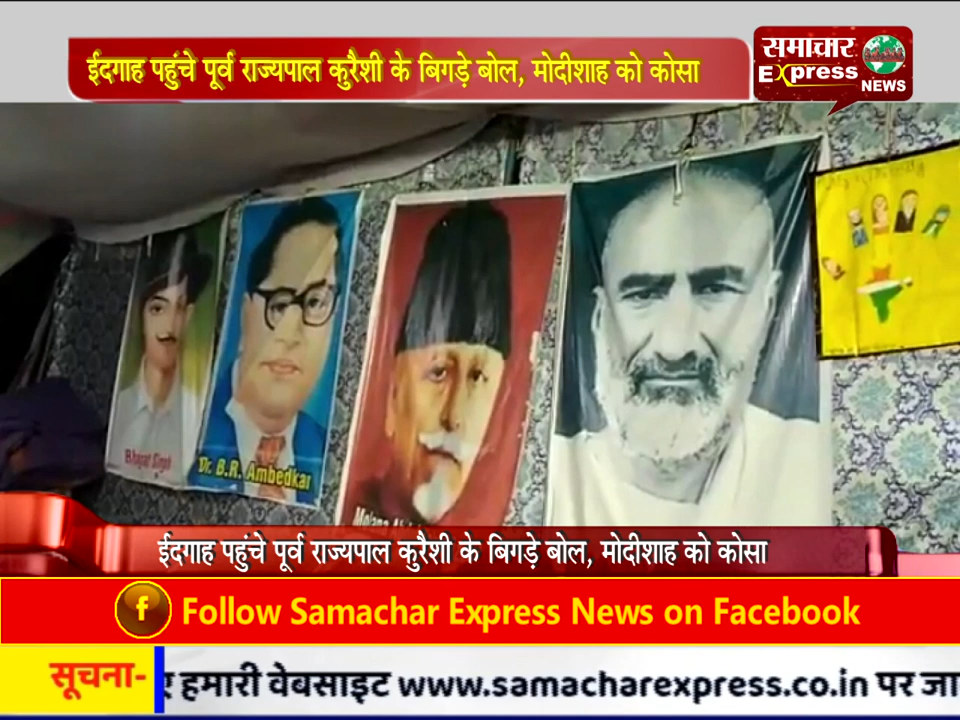 ईदगाह पहुंचे पूर्व राज्यपाल कुरैशी के बिगड़े बोल, मोदीशाह को कोसा
समाचार
Express
NEWS
Bhagat Singh
Dr. B.R. Ambedkar
ईदगाह पहुंचे पूर्व राज्यपाल कुरैशी के बिगड़े बोल, मोदीशाह को कोसा
f Follow Samachar Express News on Facebook
सूचना- हमारी वेबसाइट www.samacharexpress.co.in पर